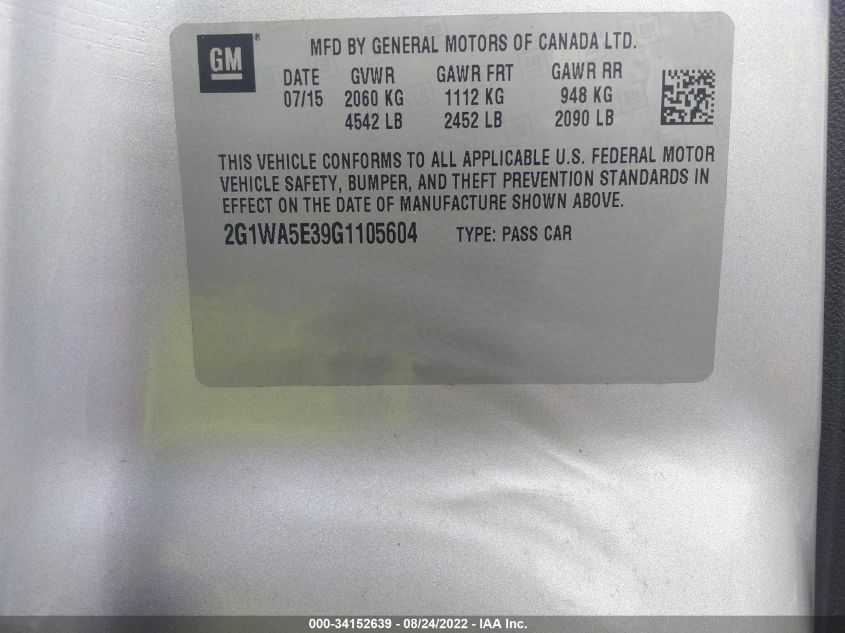 GM ® MFD BY GENERAL MOTORS OF CANADA LTD.
DATE GVWR GAWR FRT GAWR RR
07/15 2060 KG 1112 KG 948 KG
4542 LB 2452 LB 2090 LB
THIS VEHICLE CONFORMS TO ALL APPLICABLE U.S. FEDERAL MOTOR
VEHICLE SAFETY, BUMPER, AND THEFT PREVENTION STANDARDS IN
EFFECT ON THE DATE OF MANUFACTURE SHOWN ABOVE.
2G1WA5E39G1105604 TYPE: PASS CAR
000-34152639 - 08/24/2022 - IAA Inc.